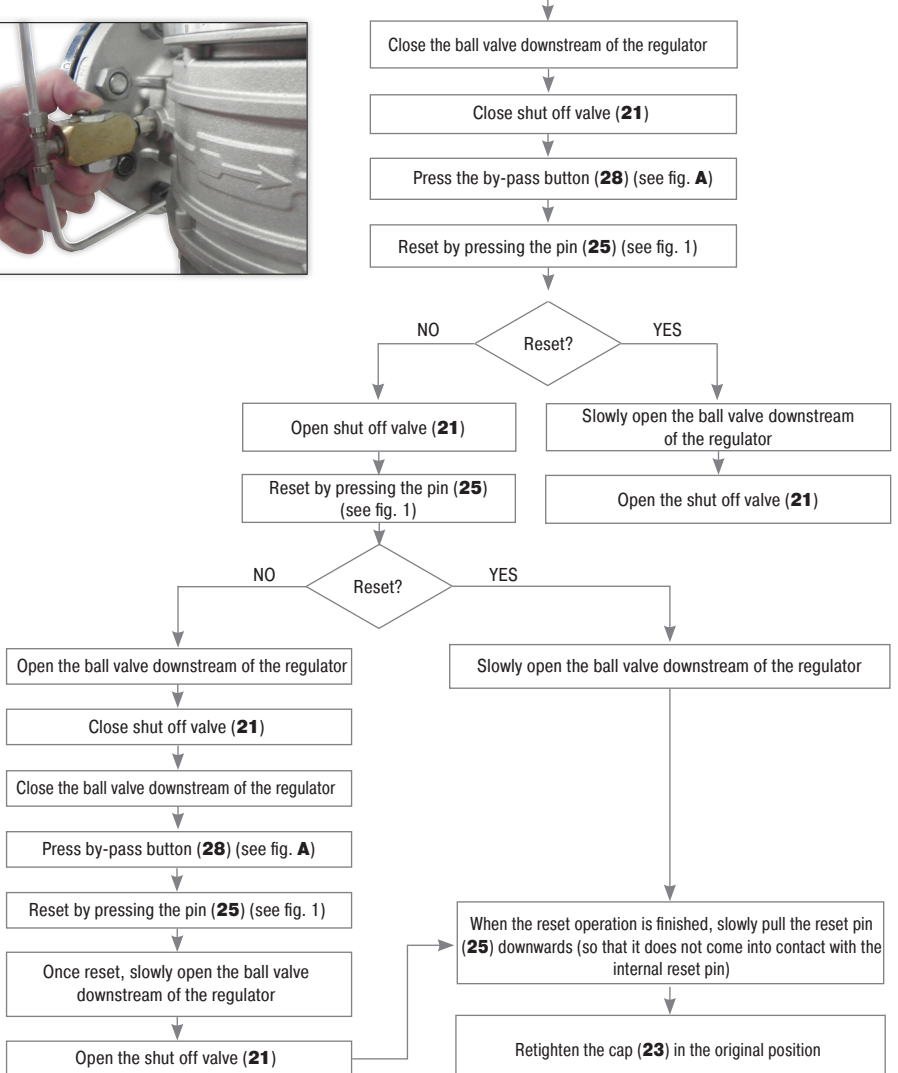 Close the ball valve downstream of the regulator
Close shut off valve (21)
Press the by-pass button (28) (see fig. A)
Reset by pressing the pin (25) (see fig. 1)
Reset?
NO
YES
Open shut off valve (21)
Reset by pressing the pin (25)
(see fig. 1)
Slowly open the ball valve downstream
of the regulator
Open the shut off valve (21)
Reset?
NO
YES
Open the ball valve downstream of the regulator
Close shut off valve (21)
Close the ball valve downstream of the regulator
Press by-pass button (28) (see fig. A)
Reset by pressing the pin (25) (see fig. 1)
Once reset, slowly open the ball valve
downstream of the regulator
Open the shut off valve (21)
Slowly open the ball valve downstream of the regulator
When the reset operation is finished, slowly pull the reset pin
(25) downwards (so that it does not come into contact with the
internal reset pin)
Retighten the cap (23) in the original position